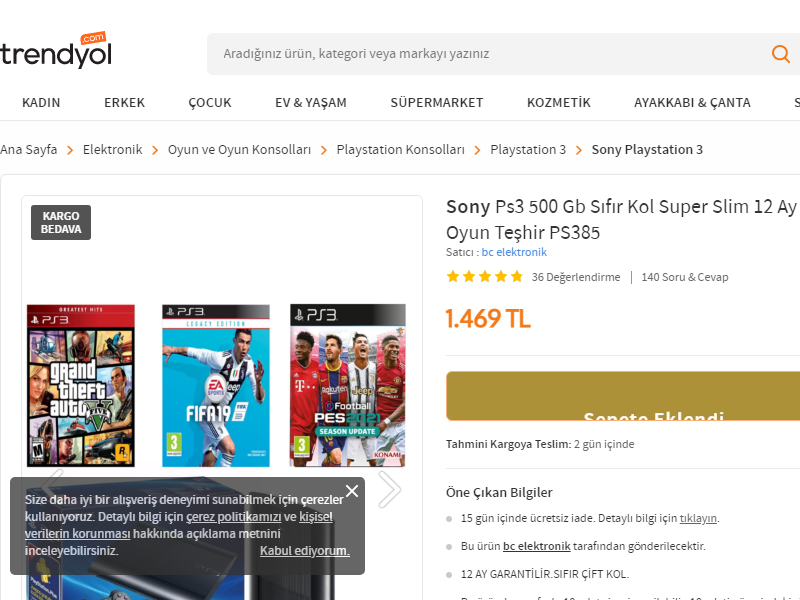 trendyol
.com
Aradığınız ürün, kategori veya markayı yazınız
KADIN ERKEK ÇOCUK EV & YAŞAM SÜPERMARKET KOZMETİK AYAKKABI & ÇANTA S
Ana Sayfa Elektronik Oyun ve Oyun Konsolları Playstation Konsolları Playstation 3 Sony Playstation 3
KARGO
BEDAVA
Sony Ps3 500 Gb Sıfır Kol Super Slim 12 Ay
Oyun Teşhir PS385
Satıcı : bc elektronik
36 Değerlendirme | 140 Soru & Cevap
1.469 TL
Sepete Eklendi
Tahmini Kargoya Teslim: 2 gün içinde
Öne Çıkan Bilgiler
15 gün içinde ücretsiz iade. Detaylı bilgi için tıklayın.
Bu ürün bc elektronik tarafından gönderilecektir.
12 AY GARANTİLİR.SIFIR ÇİFT KOL.
GREATEST HITS
PS3
grand
theft
auto
V
R
PS3
LEGACY EDITION
EA
SPORTS
Jeep
FIFA 19
3
PS3
Rakuten
Jeep
eFootball
PES 2021
SEASON UPDATE
3
KONAMI
Size daha iyi bir alışveriş deneyimi sunabilmek için çerezler
kullanıyoruz. Detaylı bilgi için çerez politikamızı ve kişisel
verilerin korunması hakkında açıklama metnini
inceleyebilirsiniz. Kabul ediyorum.